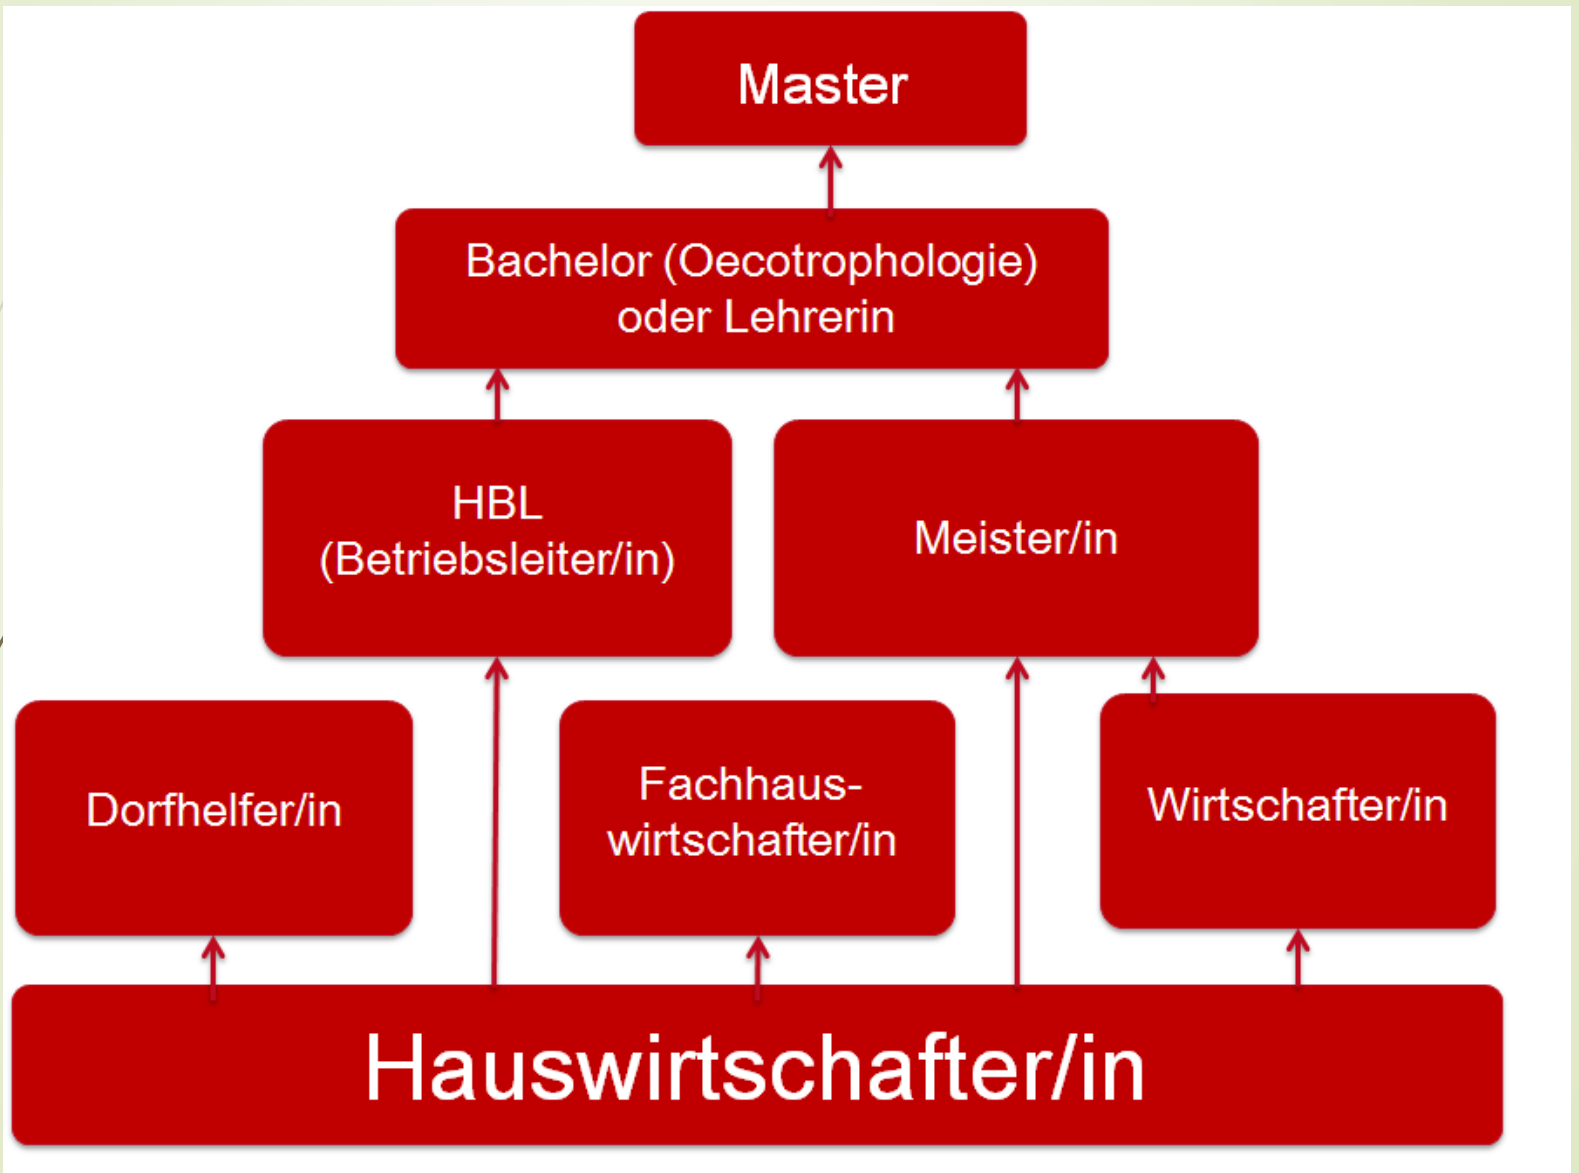 Master
Bachelor (Oecotrophologie)
oder Lehrerin
HBL
(Betriebsleiter/in)
Meister/in
Dorfhelfer/in
Fachhaus-
wirtschafter/in
Wirtschafter/in
Hauswirtschafter/in